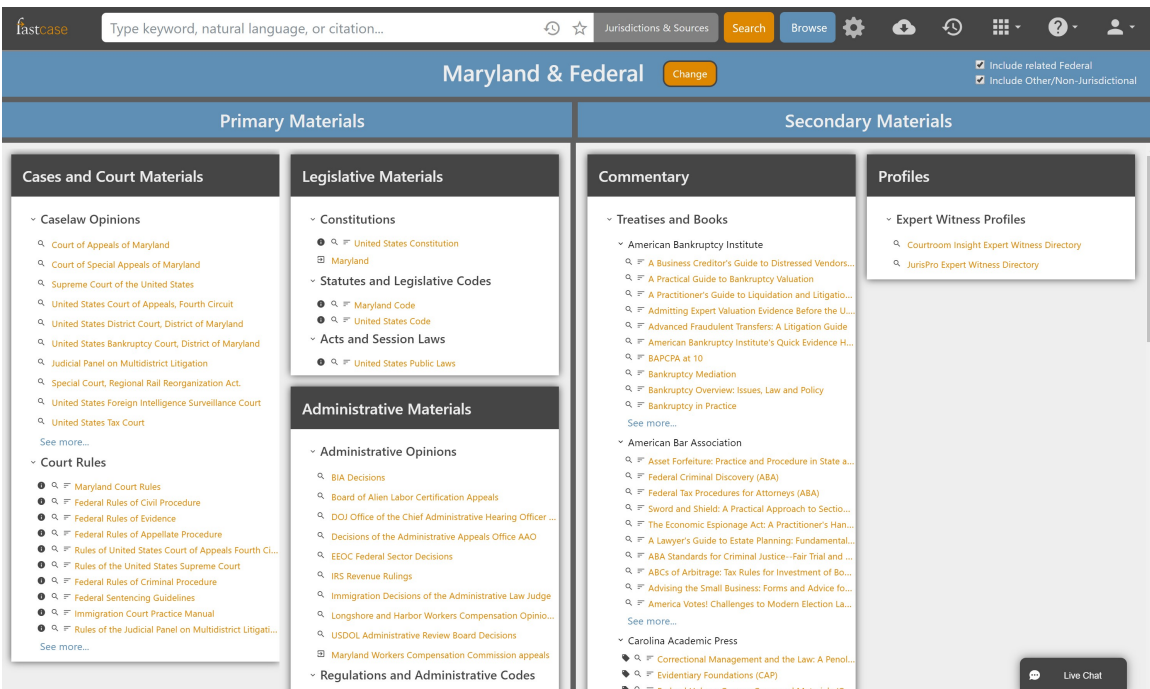 fastcase
Type keyword, natural language, or citation...
Jurisdictions & Sources
Search
Browse
Maryland & Federal
Change
Include related Federal
Include Other/Non-Jurisdictional
Primary Materials
Secondary Materials
Cases and Court Materials
Caselaw Opinions
Court of Appeals of Maryland
Court of Special Appeals of Maryland
Supreme Court of the United States
United States Court of Appeals, Fourth Circuit
United States District Court, District of Maryland
United States Bankruptcy Court, District of Maryland
Judicial Panel on Multidistrict Litigation
Special Court, Regional Rail Reorganization Act.
United States Foreign Intelligence Surveillance Court
United States Tax Court
See more...
Court Rules
Maryland Court Rules
Federal Rules of Civil Procedure
Federal Rules of Evidence
Federal Rules of Appellate Procedure
Rules of United States Court of Appeals Fourth Ci...
Rules of the United States Supreme Court
Federal Rules of Criminal Procedure
Federal Sentencing Guidelines
Immigration Court Practice Manual
Rules of the Judicial Panel on Multidistrict Litigati...
See more...
Legislative Materials
Constitutions
United States Constitution
Maryland
Statutes and Legislative Codes
Maryland Code
United States Code
Acts and Session Laws
United States Public Laws
Administrative Materials
Administrative Opinions
BIA Decisions
Board of Alien Labor Certification Appeals
DOJ Office of the Chief Administrative Hearing Officer ...
Decisions of the Administrative Appeals Office AAO
EEOC Federal Sector Decisions
IRS Revenue Rulings
Immigration Decisions of the Administrative Law Judge
Longshore and Harbor Workers Compensation Opinio...
USDOL Administrative Review Board Decisions
Maryland Workers Compensation Commission appeals
Regulations and Administrative Codes
Commentary
Treatises and Books
American Bankruptcy Institute
A Business Creditor's Guide to Distressed Vendors...
A Practical Guide to Bankruptcy Valuation
A Practitioner's Guide to Liquidation and Litigatio...
Admitting Expert Valuation Evidence Before the U...
Advanced Fraudulent Transfers: A Litigation Guide
American Bankruptcy Institute's Quick Evidence H...
BAPCPA at 10
Bankruptcy Mediation
Bankruptcy Overview: Issues, Law and Policy
Bankruptcy in Practice
See more...
American Bar Association
Asset Forfeiture: Practice and Procedure in State a...
Federal Criminal Discovery (ABA)
Federal Tax Procedures for Attorneys (ABA)
Sword and Shield: A Practical Approach to Sectio...
The Economic Espionage Act: A Practitioner's Han...
A Lawyer's Guide to Estate Planning: Fundamental...
ABA Standards for Criminal Justice--Fair Trial and ...
ABCs of Arbitrage: Tax Rules for Investment of Bo...
Advising the Small Business: Forms and Advice fo...
America Votes! Challenges to Modern Election La...
See more...
Carolina Academic Press
Correctional Management and the Law: A Penol...
Evidentiary Foundations (CAP)
Profiles
Expert Witness Profiles
Courtroom Insight Expert Witness Directory
JurisPro Expert Witness Directory
Live Chat